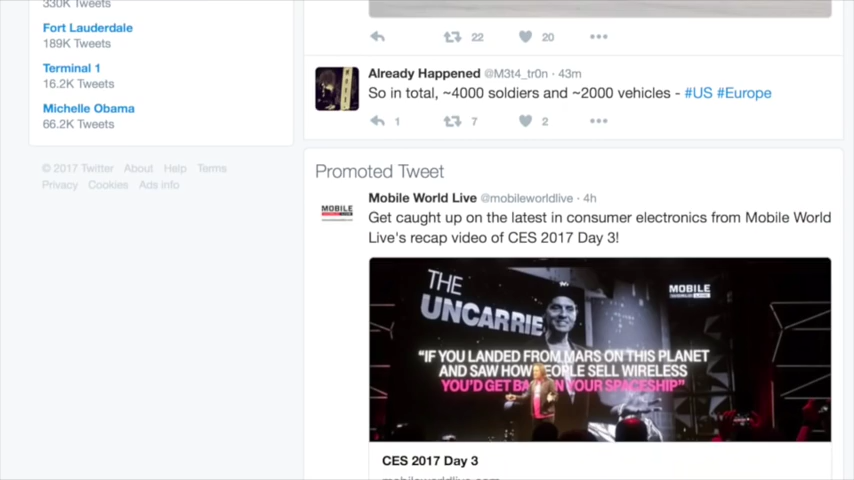 330K Tweets
Fort Lauderdale
189K Tweets
Terminal 1
16.2K Tweets
Michelle Obama
66.2K Tweets
© 2017 Twitter About Help Terms
Privacy Cookies Ads info
22 20
Already Happened @M3t4_tr0n · 43m
So in total, ~4000 soldiers and ~2000 vehicles - #US #Europe
1 7 2
Promoted Tweet
Mobile World Live @mobileworldlive · 4h
MOBILE
Get caught up on the latest in consumer electronics from Mobile World
Live's recap video of CES 2017 Day 3!
THE
UNCARRIE
MOBILE
WORLD LIVE
"IF YOU LANDED FROM MARS ON THIS PLANET
AND SAW HOW PEOPLE SELL WIRELESS
YOU'D GET BA N YOUR SPACESHIP"
CES 2017 Day 3
mobileworldlive.com